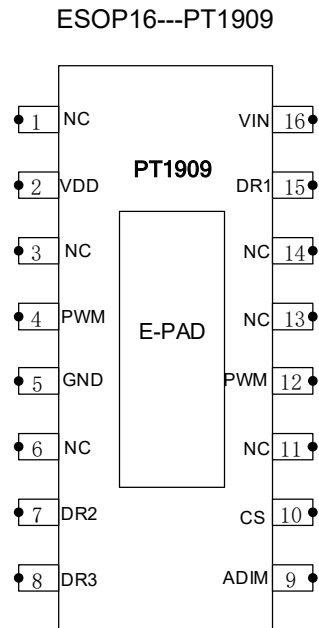 ESOP16---PT1909
1 NC VIN 16
PT1909
2 VDD DR1 15
3 NC NC 14
4 PWM NC 13
E-PAD
5 GND PWM 12
6 NC NC 11
7 DR2 CS 10
8 DR3 ADIM 9